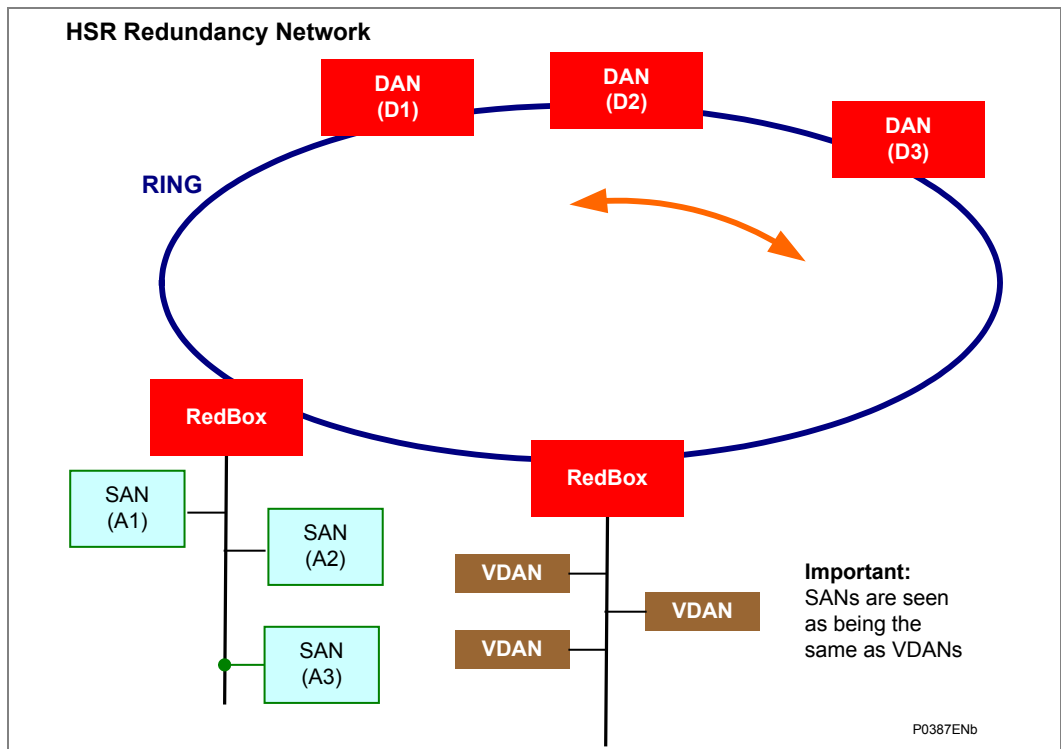 HSR Redundancy Network
DAN
(D1)
DAN
(D2)
DAN
(D3)
RING
RedBox
RedBox
SAN
(A1)
SAN
(A2)
SAN
(A3)
VDAN
VDAN
VDAN
Important:
SANs are seen
as being the
same as VDANs
P0387ENb